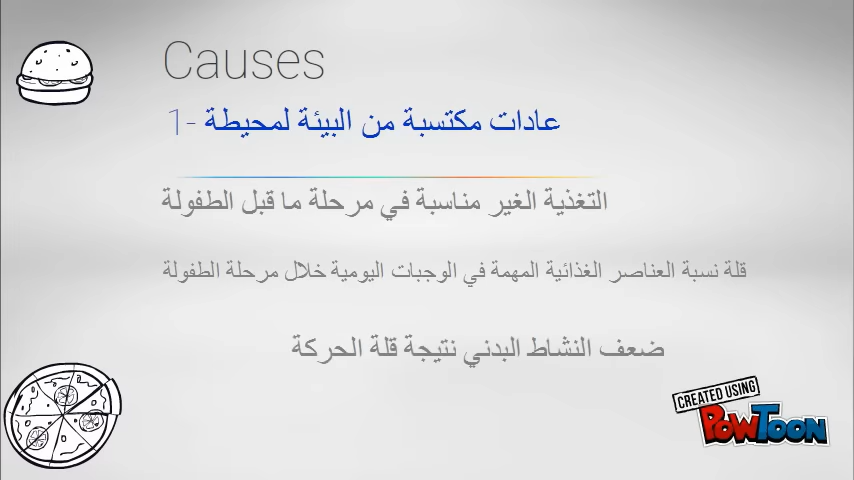 Causes
1- عادات مكتسبة من البيئة لمحيطة
التغذية الغير مناسبة في مرحلة ما قبل الطفولة
قلة نسبة العناصر الغذائية المهمة في الوجبات اليومية خلال مرحلة الطفولة
ضعف النشاط البدني نتيجة قلة الحركة
CREATED USING
POWTOON